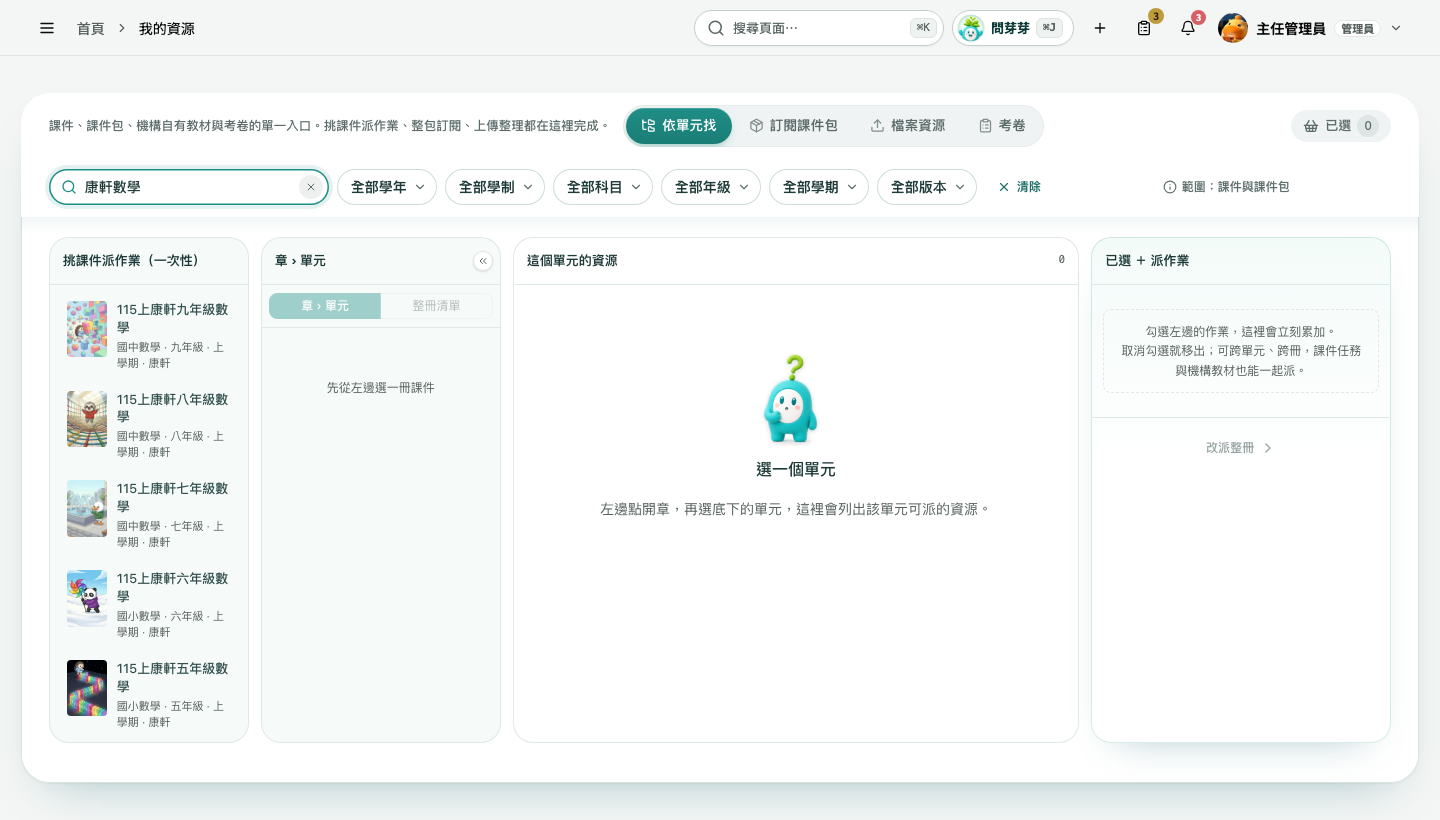 首頁 > 我的資源
搜尋頁面… ⌘K
問芽芽 ⌘J
3
3
主任管理員 管理員
課件、課件包、機構自有教材與考卷的單一入口。挑課件派作業、整包訂閱、上傳整理都在這裡完成。
依單元找
訂閱課件包
檔案資源
考卷
已選 0
康軒數學
全部學年
全部學制
全部科目
全部年級
全部學期
全部版本
清除
範圍：課件與課件包
挑課件派作業（一次性）
115上康軒九年級數
學
國中數學 · 九年級 · 上
學期 · 康軒
115上康軒八年級數
學
國中數學 · 八年級 · 上
學期 · 康軒
115上康軒七年級數
學
國中數學 · 七年級 · 上
學期 · 康軒
115上康軒六年級數
學
國小數學 · 六年級 · 上
學期 · 康軒
115上康軒五年級數
學
國小數學 · 五年級 · 上
學期 · 康軒
章 › 單元
章 › 單元
整冊清單
先從左邊選一冊課件
這個單元的資源
0
選一個單元
左邊點開章，再選底下的單元，這裡會列出該單元可派的資源。
已選 ＋ 派作業
勾選左邊的作業，這裡會立刻累加。
取消勾選就移出；可跨單元、跨冊，課件任務
與機構教材也能一起派。
改派整冊